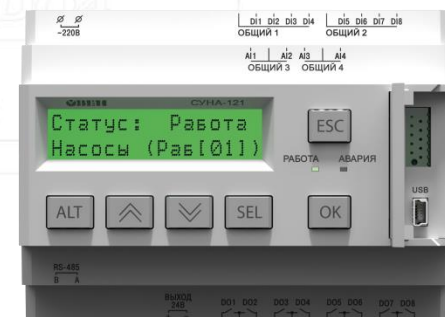 -220В
DI1 DI2 DI3 DI4
DI5 DI6 DI7 DI8
ОБЩИЙ 1
ОБЩИЙ 2
AI1 AI2 AI3 AI4
ОБЩИЙ 3
ОБЩИЙ 4
СУНА-121
Статус: Работа
Насосы (Раб[01])
ESC
РАБОТА
АВАРИЯ
ALT
SEL
OK
USB
RS-485
B A
ВЫХОД
24В
DO1 DO2 DO3 DO4 DO5 DO6 DO7 DO8